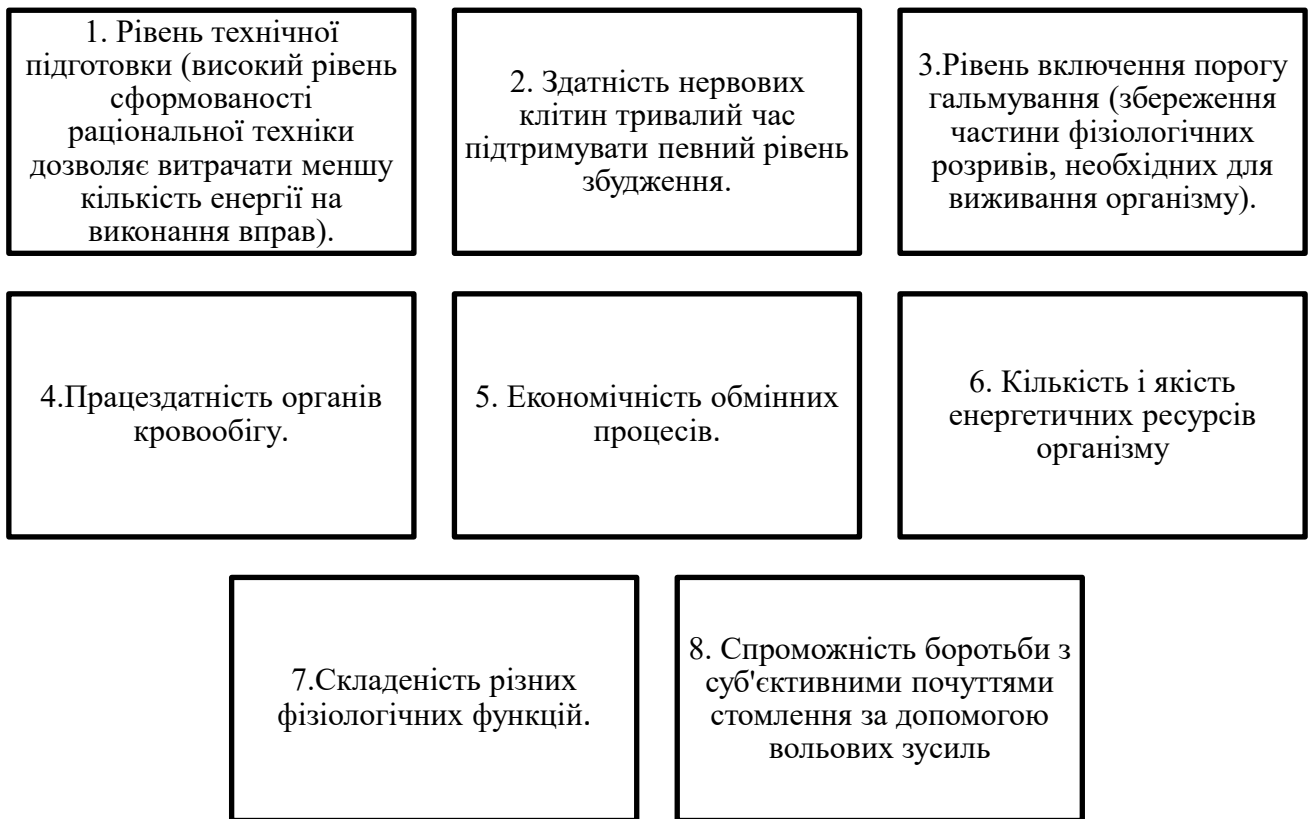 1. Рівень технічної
підготовки (високий рівень
сформованості
раціональної техніки
дозволяє витрачати меншу
кількість енергії на
виконання вправ).
2. Здатність нервових
клітин тривалий час
підтримувати певний рівень
збудження.
3.Рівень включення порогу
гальмування (збереження
частини фізіологічних
розривів, необхідних для
виживання організму).
4.Працездатність органів
кровообігу.
5. Економічність обмінних
процесів.
6. Кількість і якість
енергетичних ресурсів
організму
7.Складеність різних
фізіологічних функцій.
8. Спроможність боротьби з
суб'єктивними почуттями
стомлення за допомогою
вольових зусиль